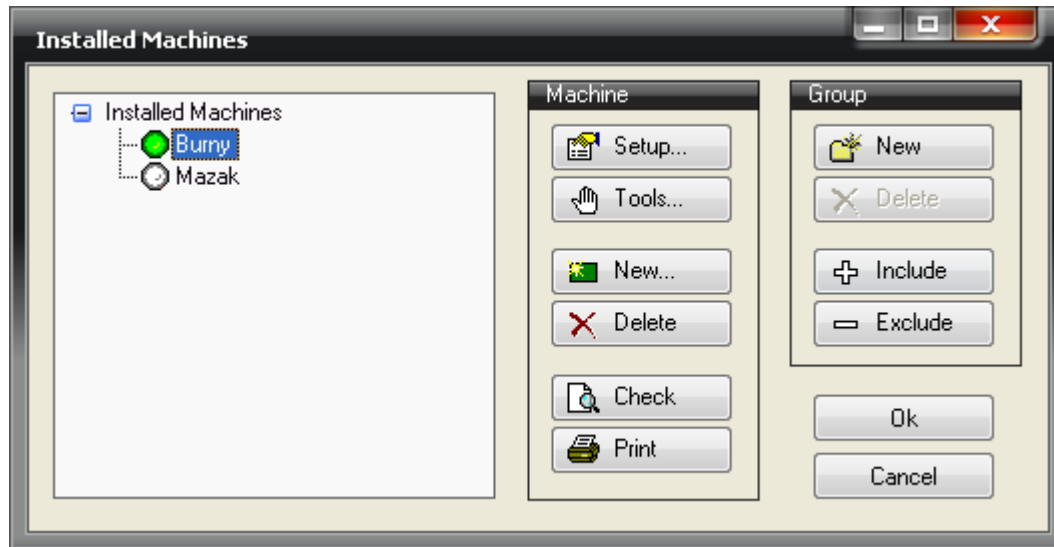 Installed Machines
Installed Machines
Burny
Mazak
Machine
Setup...
Tools...
New...
Delete
Check
Print
Group
New
Delete
Include
Exclude
Ok
Cancel